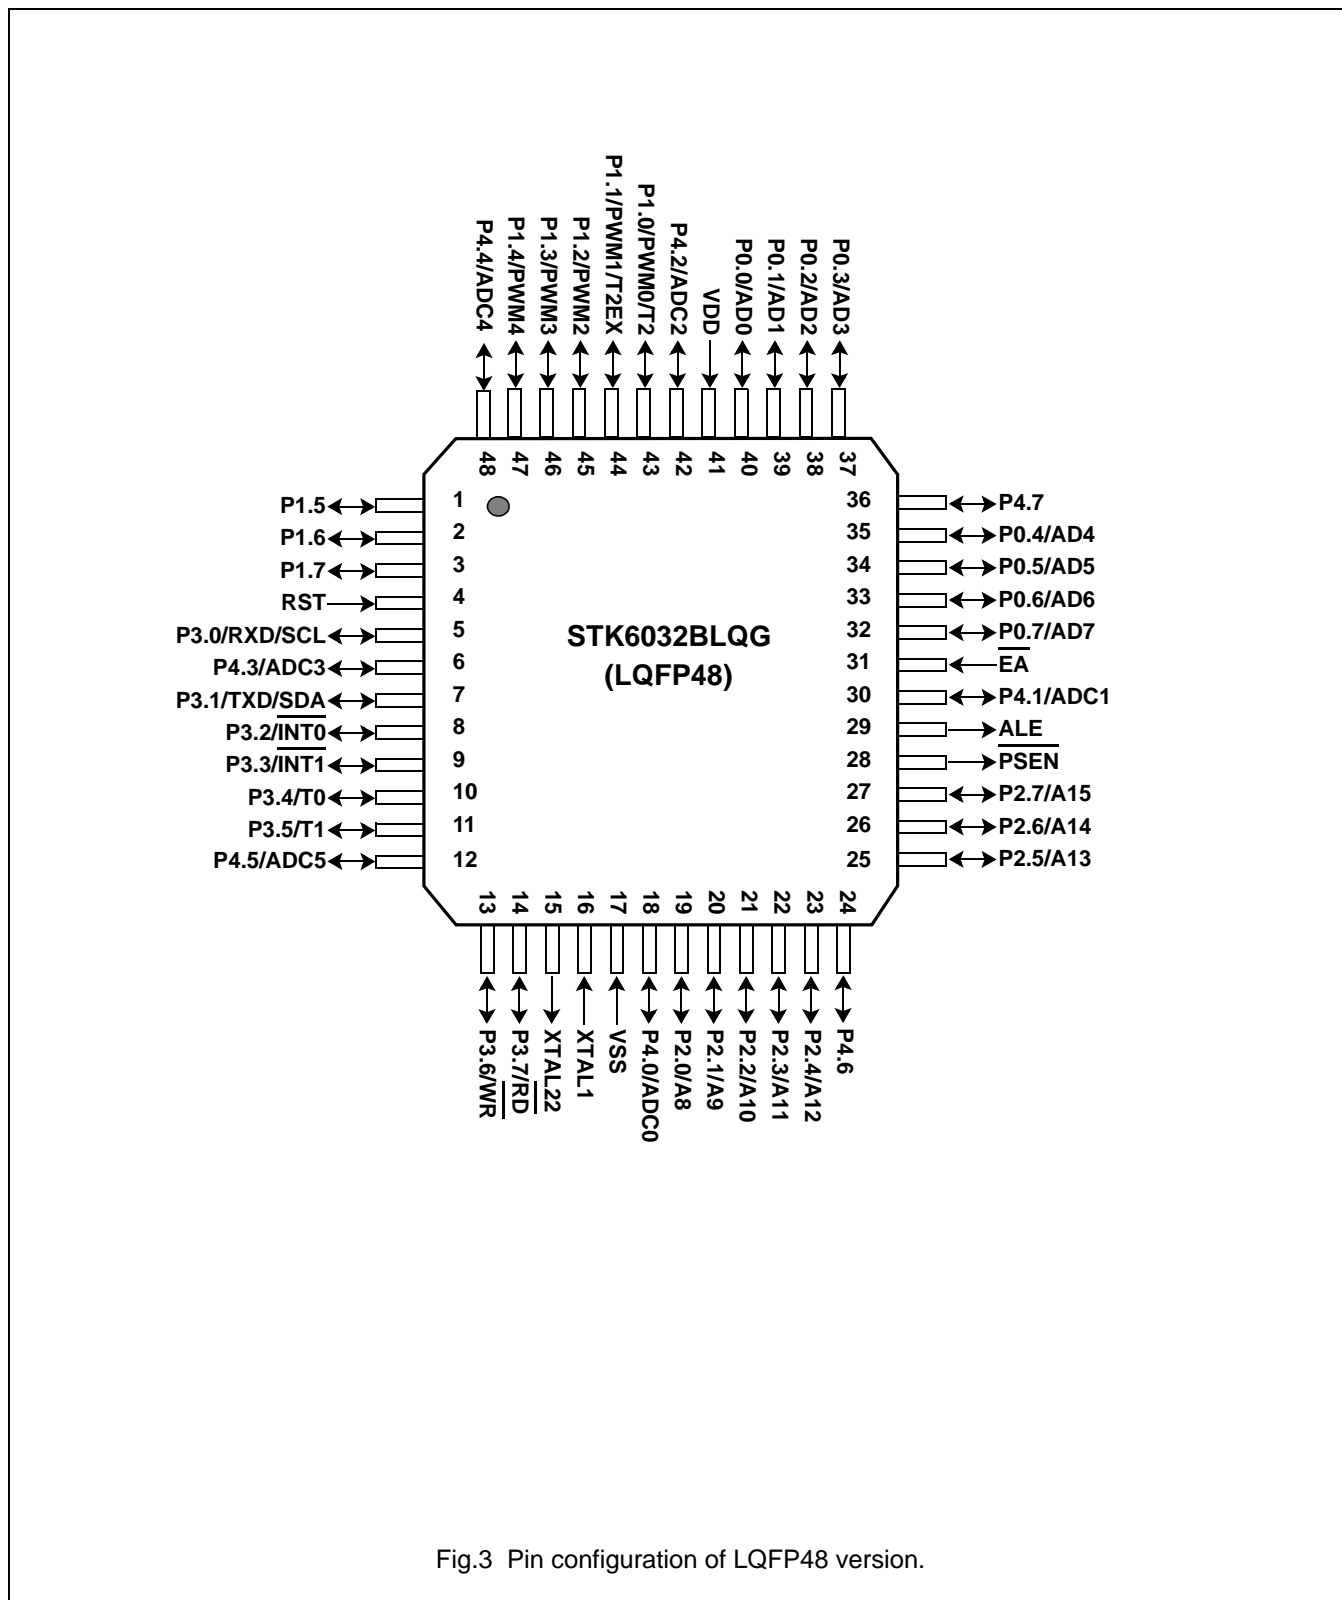 P4.4/ADC4
P1.4/PWM4
P1.3/PWM3
P1.2/PWM2
P1.1/PWM1/T2EX
P1.0/PWM0/T2
P4.2/ADC2
VDD
P0.0/AD0
P0.1/AD1
P0.2/AD2
P0.3/AD3
48 47 46 45 44 43 42 41 40 39 38 37
P1.5 1
P1.6 2
P1.7 3
RST 4
P3.0/RXD/SCL 5
P4.3/ADC3 6
P3.1/TXD/SDA 7
P3.2/INT0 8
P3.3/INT1 9
P3.4/T0 10
P3.5/T1 11
P4.5/ADC5 12
STK6032BLQG
(LQFP48)
36 P4.7
35 P0.4/AD4
34 P0.5/AD5
33 P0.6/AD6
32 P0.7/AD7
31 EA
30 P4.1/ADC1
29 ALE
28 PSEN
27 P2.7/A15
26 P2.6/A14
25 P2.5/A13
13 14 15 16 17 18 19 20 21 22 23 24
P3.6/WR
P3.7/RD
XTAL22
XTAL1
VSS
P4.0/ADC0
P2.0/A8
P2.1/A9
P2.2/A10
P2.3/A11
P2.4/A12
P4.6
Fig.3 Pin configuration of LQFP48 version.